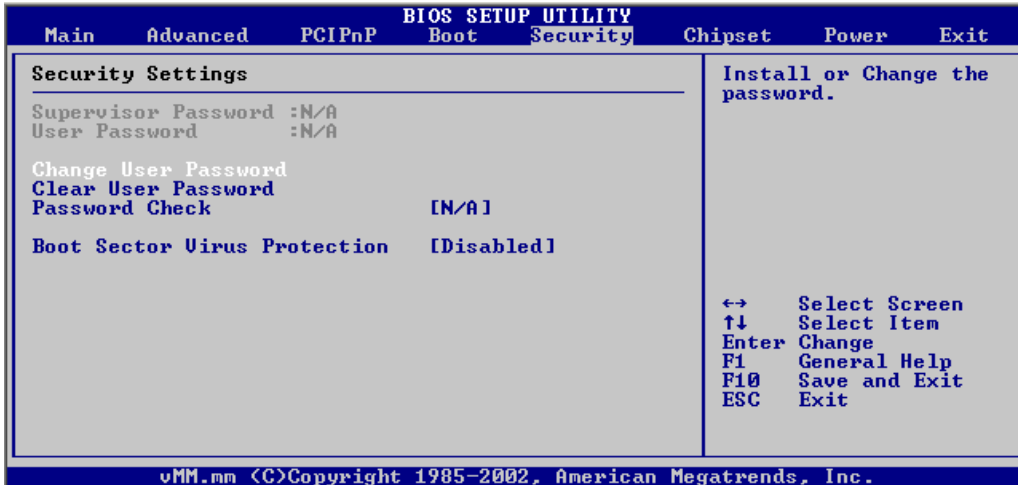 BIOS SETUP UTILITY
Main Advanced PCIPnP Boot Security Chipset Power Exit
Security Settings
Supervisor Password :N/A
User Password :N/A
Change User Password
Clear User Password
Password Check [N/A]
Boot Sector Virus Protection [Disabled]
Install or Change the
password.
↔ Select Screen
↑↓ Select Item
Enter Change
F1 General Help
F10 Save and Exit
ESC Exit
vMM.mm (C)Copyright 1985-2002, American Megatrends, Inc.